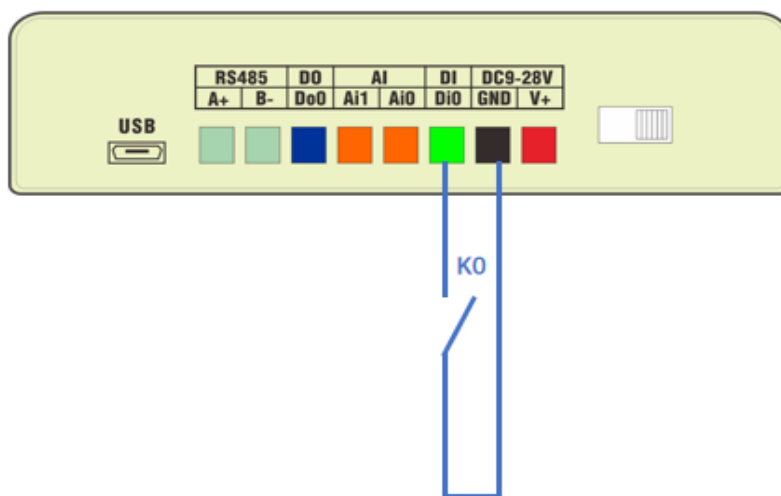 RS485 DO AI DI DC9-28V
A+ B- Do0 Ai1 Ai0 Di0 GND V+
USB
K0